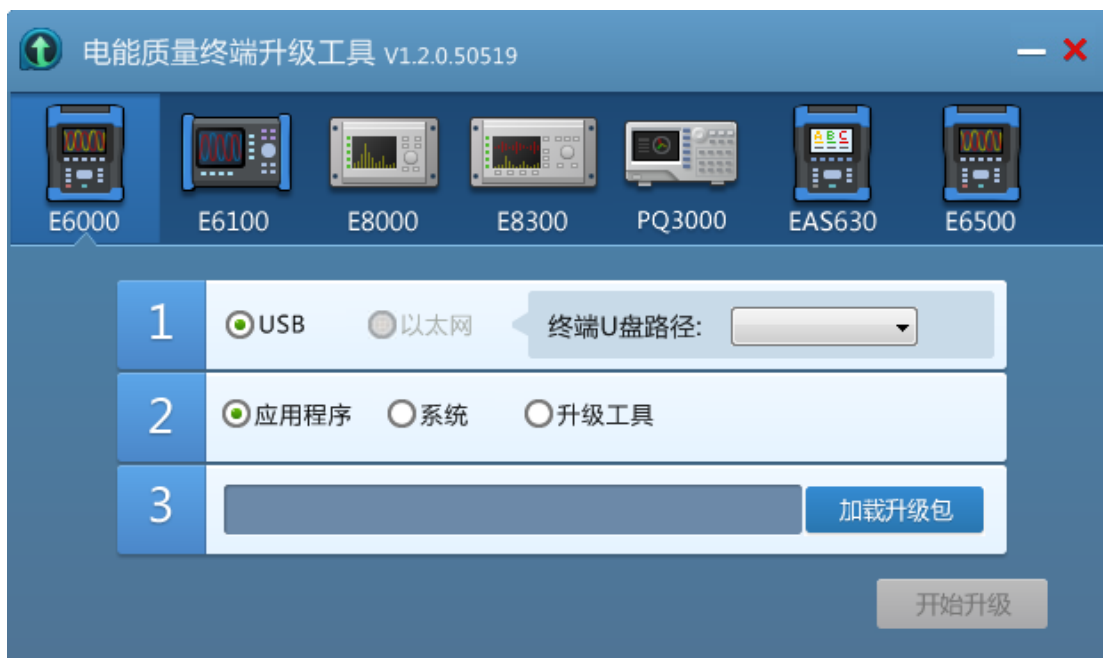 电能质量终端升级工具 V1.2.0.50519
E6000 E6100 E8000 E8300 PQ3000 EAS630 E6500
1 USB 以太网 终端U盘路径:
2 应用程序 系统 升级工具
3 加载升级包
开始升级